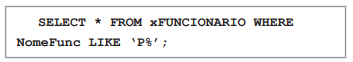 SELECT * FROM xFUNCIONARIO WHERE
NomeFunc LIKE ‘P%’;